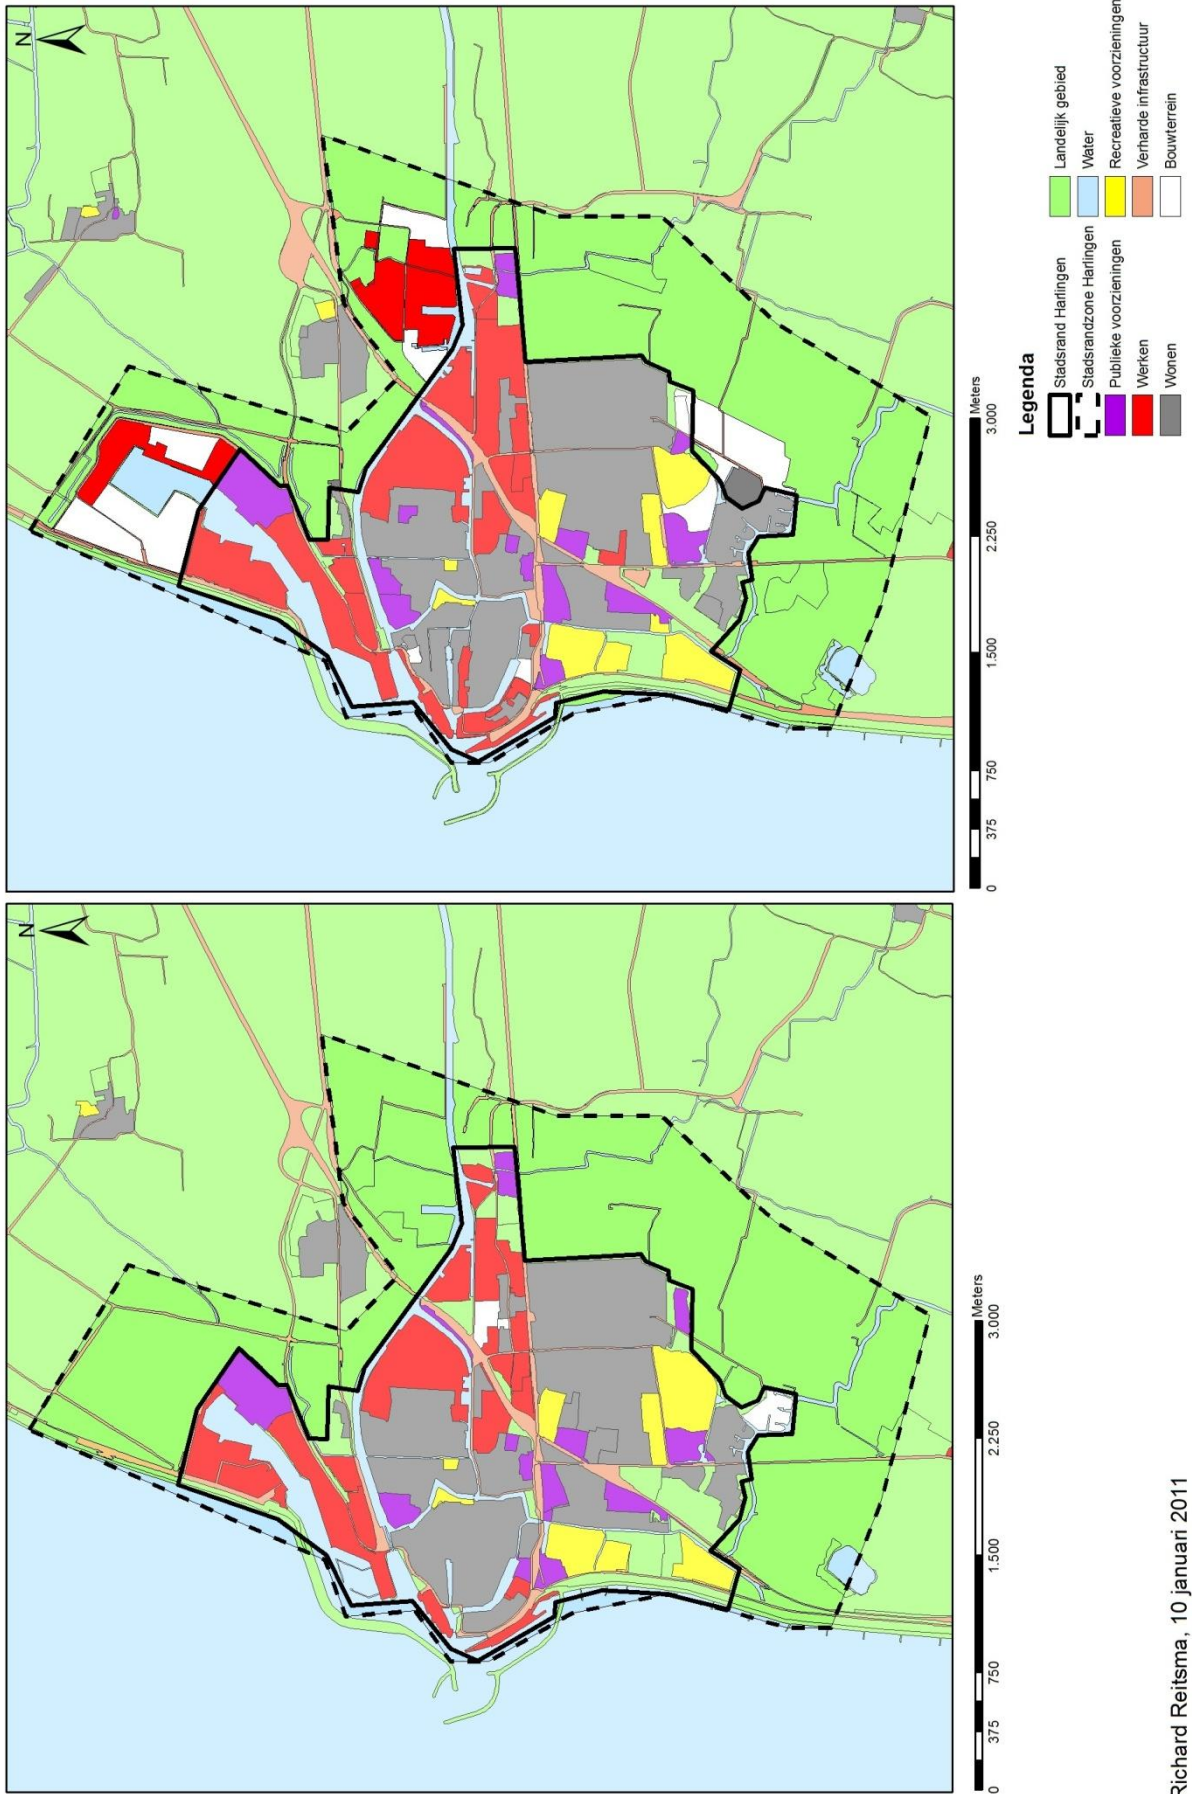 N
0
375
750
1.500
2.250
3.000
Meters
N
0
375
750
1.500
2.250
3.000
Meters
Legenda
Stadsrand Harlingen
Stadsrandzone Harlingen
Publieke voorzieningen
Werken
Wonen
Landelijk gebied
Water
Recreatieve voorzieningen
Verharde infrastructuur
Bouwterrein
Richard Reitsma, 10 januari 2011